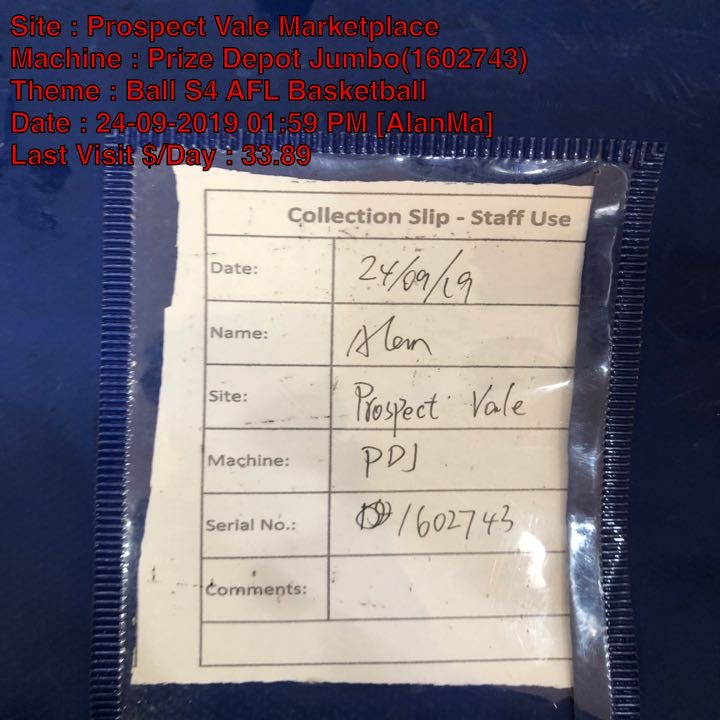 Site : Prospect Vale Marketplace
Machine : Prize Depot Jumbo(1602743)
Theme : Ball S4 AFL Basketball
Date : 24-09-2019 01:59 PM [AlanMa]
Last Visit $/Day : 33.89
Collection Slip - Staff Use
Date: 24/09/19
Name: Alan
Site: Prospect Vale
Machine: PDJ
Serial No.: 1602743
Comments: